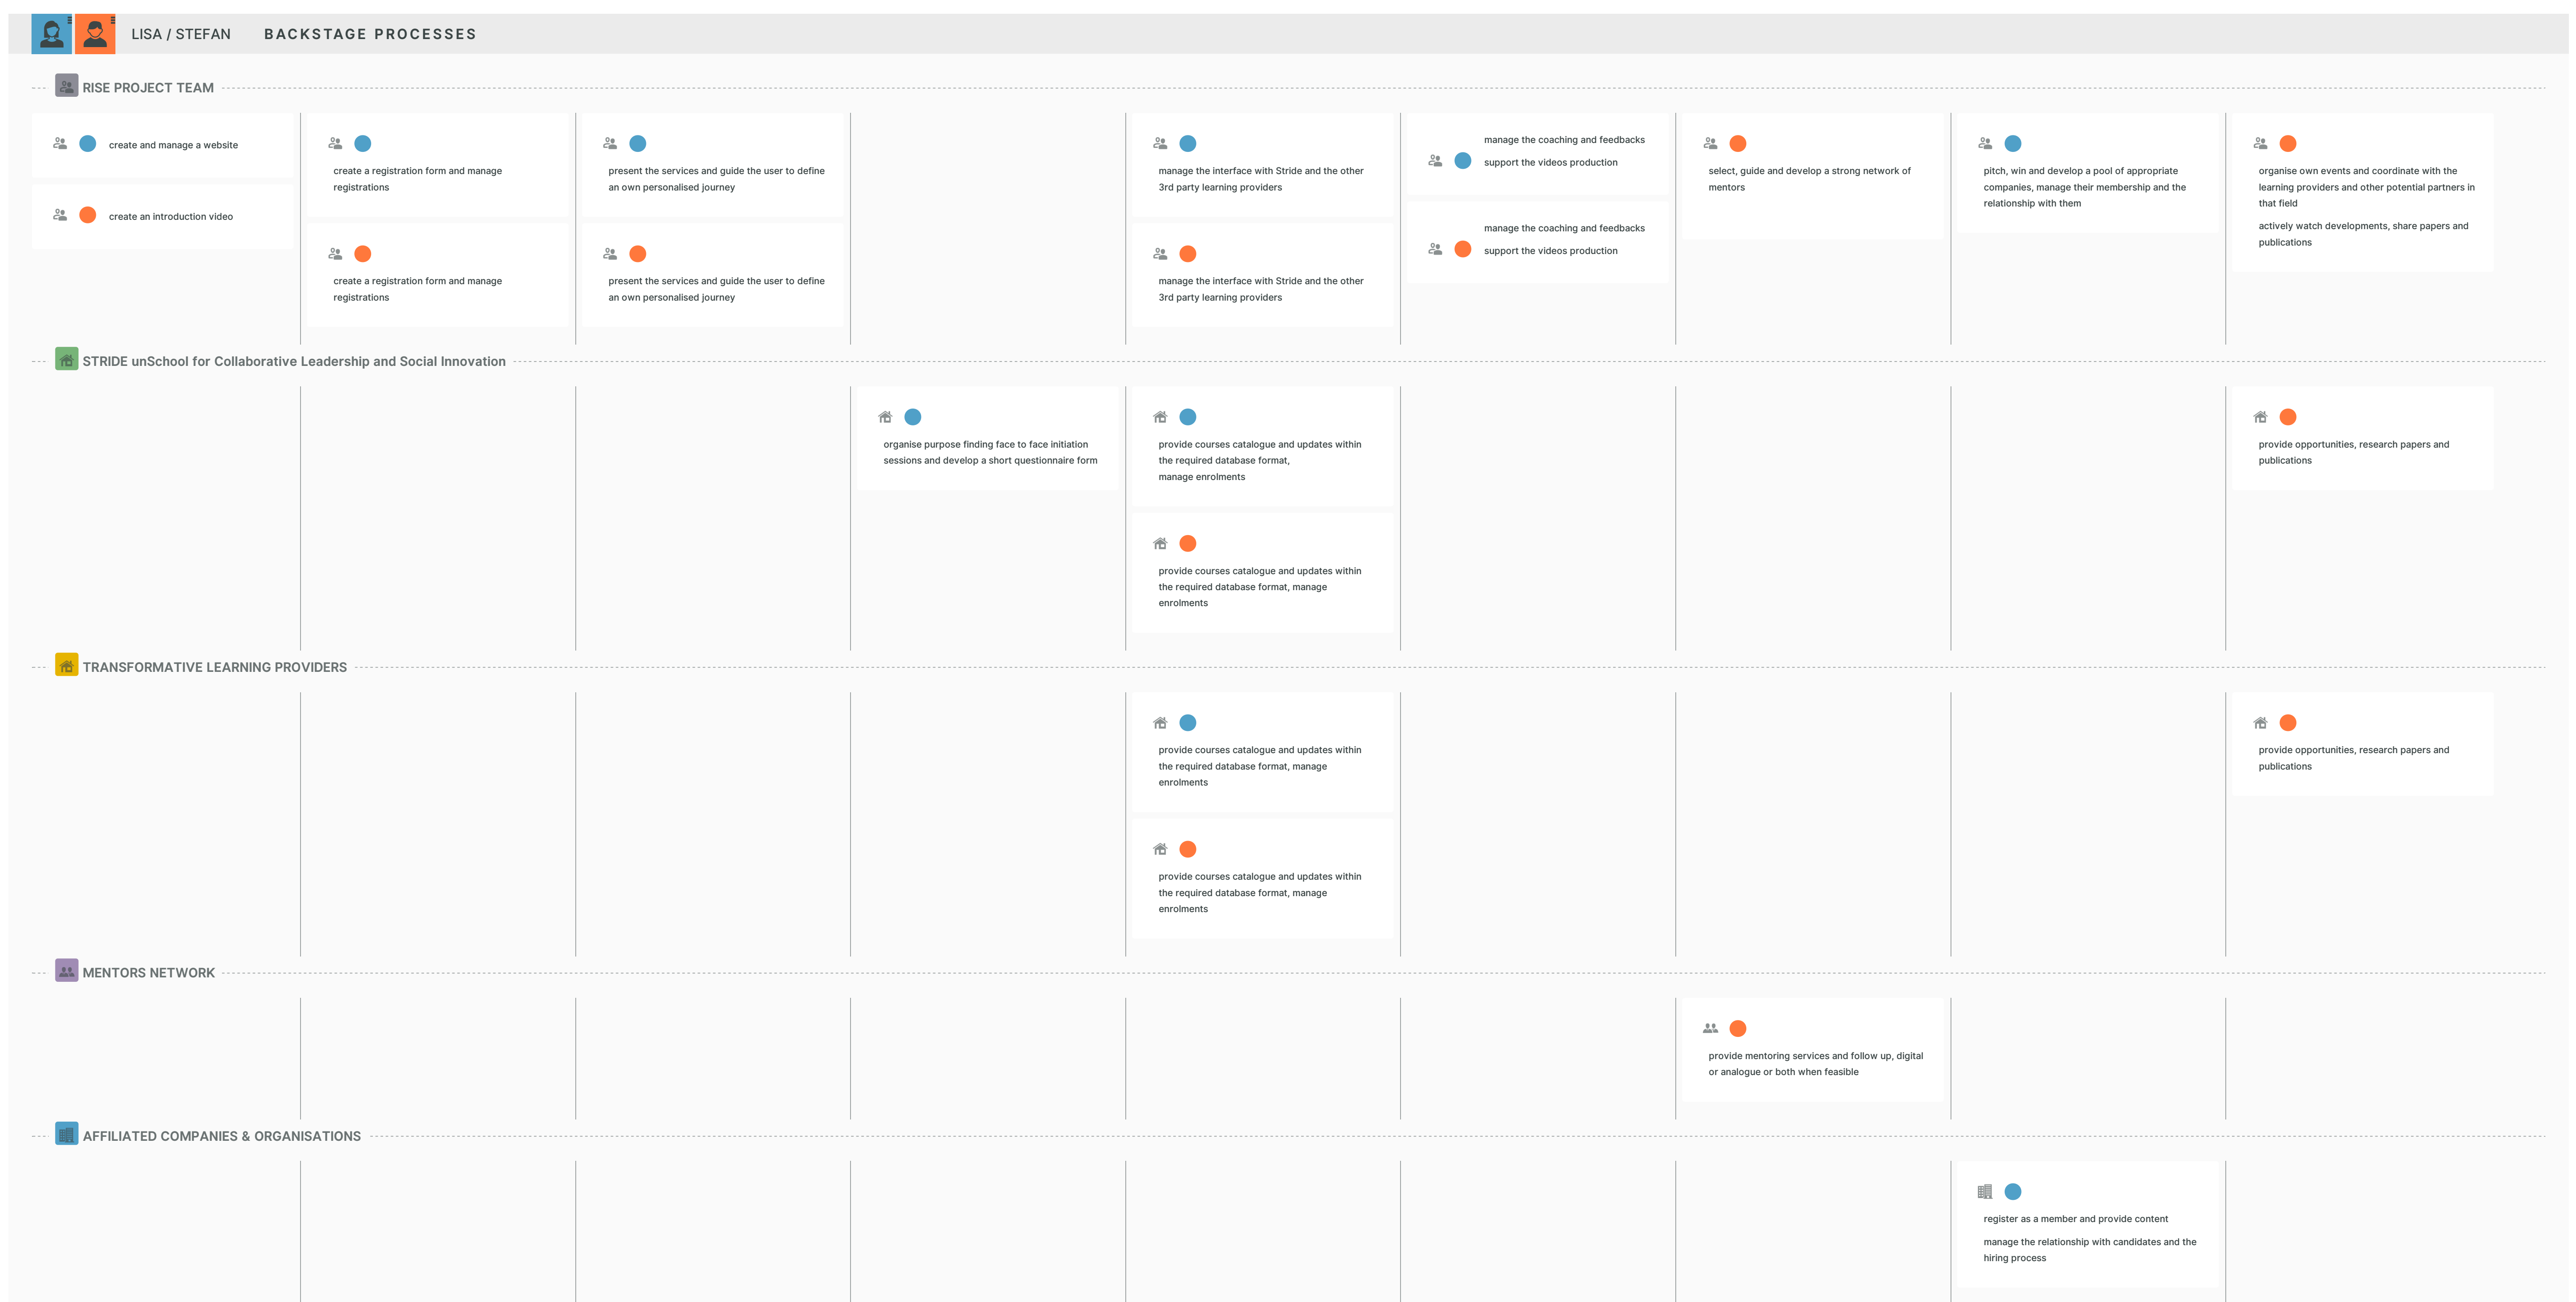 LISA / STEFAN BACKSTAGE PROCESSES
RISE PROJECT TEAM
create and manage a website
create an introduction video
create a registration form and manage
registrations
create a registration form and manage
registrations
present the services and guide the user to define
an own personalised journey
present the services and guide the user to define
an own personalised journey
manage the interface with Stride and the other
3rd party learning providers
manage the interface with Stride and the other
3rd party learning providers
manage the coaching and feedbacks
support the videos production
manage the coaching and feedbacks
support the videos production
select, guide and develop a strong network of
mentors
pitch, win and develop a pool of appropriate
companies, manage their membership and the
relationship with them
organise own events and coordinate with the
learning providers and other potential partners in
that field
actively watch developments, share papers and
publications
STRIDE unSchool for Collaborative Leadership and Social Innovation
organise purpose finding face to face initiation
sessions and develop a short questionnaire form
provide courses catalogue and updates within
the required database format,
manage enrolments
provide courses catalogue and updates within
the required database format, manage
enrolments
provide opportunities, research papers and
publications
TRANSFORMATIVE LEARNING PROVIDERS
provide courses catalogue and updates within
the required database format, manage
enrolments
provide courses catalogue and updates within
the required database format, manage
enrolments
provide opportunities, research papers and
publications
MENTORS NETWORK
provide mentoring services and follow up, digital
or analogue or both when feasible
AFFILIATED COMPANIES & ORGANISATIONS
register as a member and provide content
manage the relationship with candidates and the
hiring process